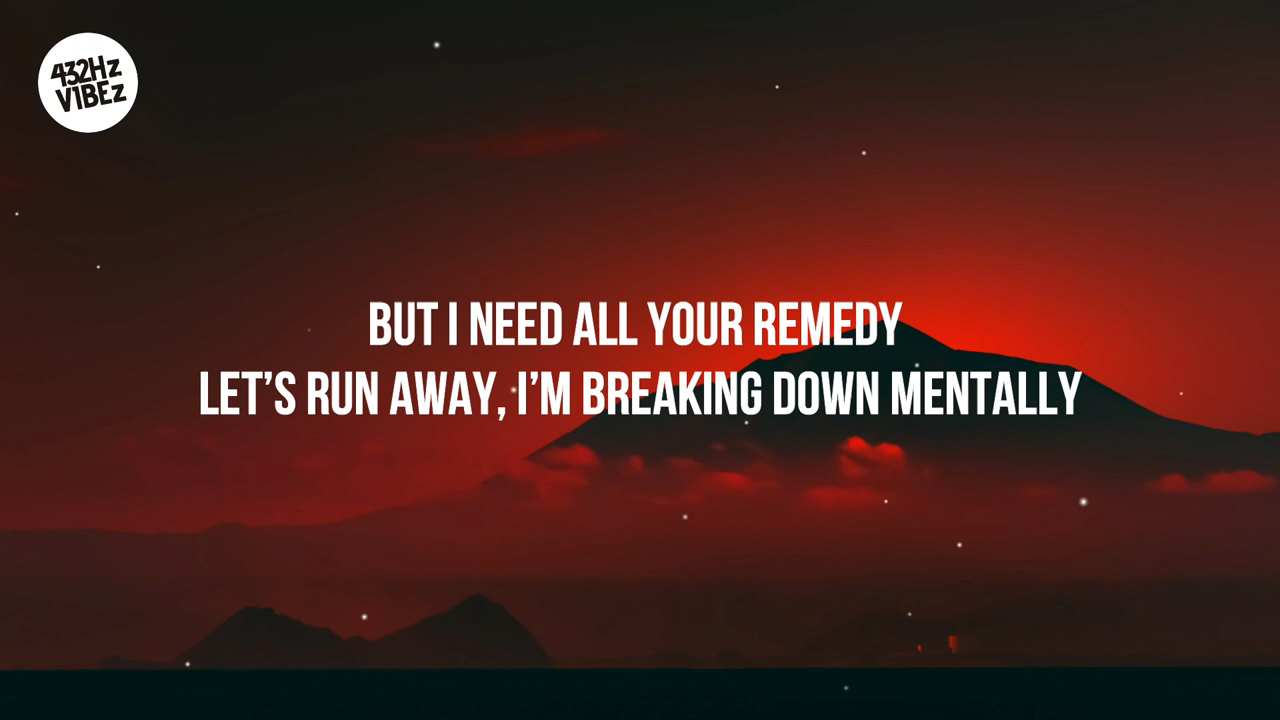 432Hz
VIBEz
BUT I NEED ALL YOUR REMEDY
LET’S RUN AWAY, I’M BREAKING DOWN MENTALLY